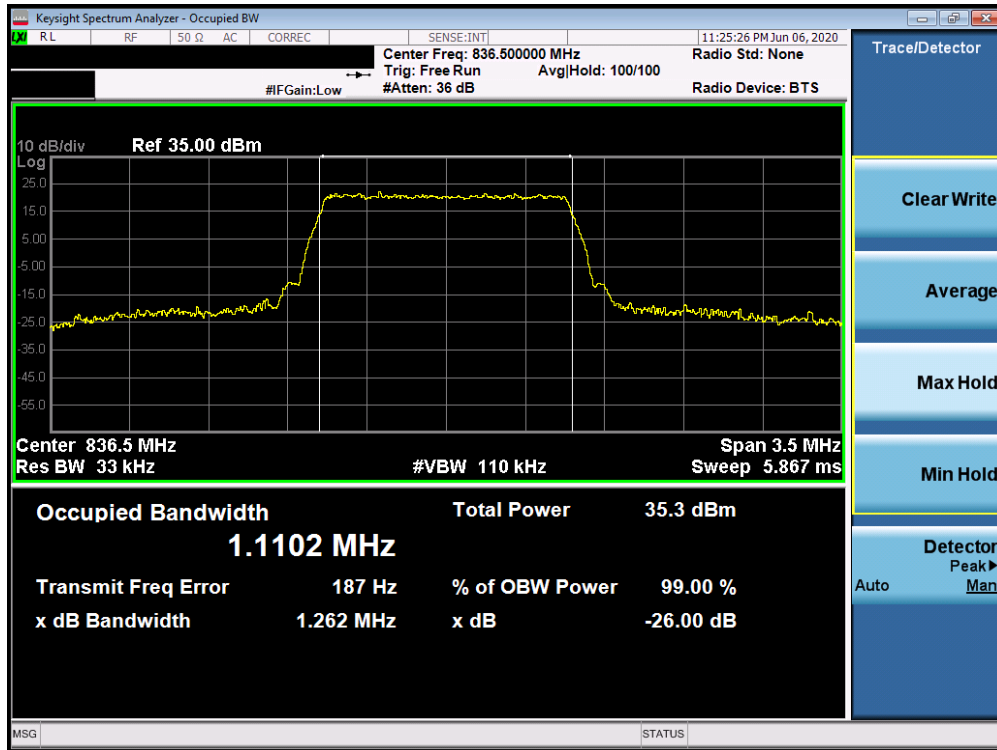 Keysight Spectrum Analyzer - Occupied BW
LXI RL RF 50 Ω AC CORREC SENSE:INT 11:25:26 PM Jun 06, 2020
Center Freq: 836.500000 MHz Radio Std: None
Trig: Free Run Avg|Hold: 100/100
#IFGain:Low #Atten: 36 dB Radio Device: BTS
10 dB/div Ref 35.00 dBm
Log
25.0
15.0
5.00
-5.00
-15.0
-25.0
-35.0
-45.0
-55.0
Center 836.5 MHz Span 3.5 MHz
Res BW 33 kHz #VBW 110 kHz Sweep 5.867 ms
Occupied Bandwidth Total Power 35.3 dBm
1.1102 MHz
Transmit Freq Error 187 Hz % of OBW Power 99.00 %
x dB Bandwidth 1.262 MHz x dB -26.00 dB
MSG STATUS
Trace/Detector
Clear Write
Average
Max Hold
Min Hold
Detector
Peak▶
Auto Man